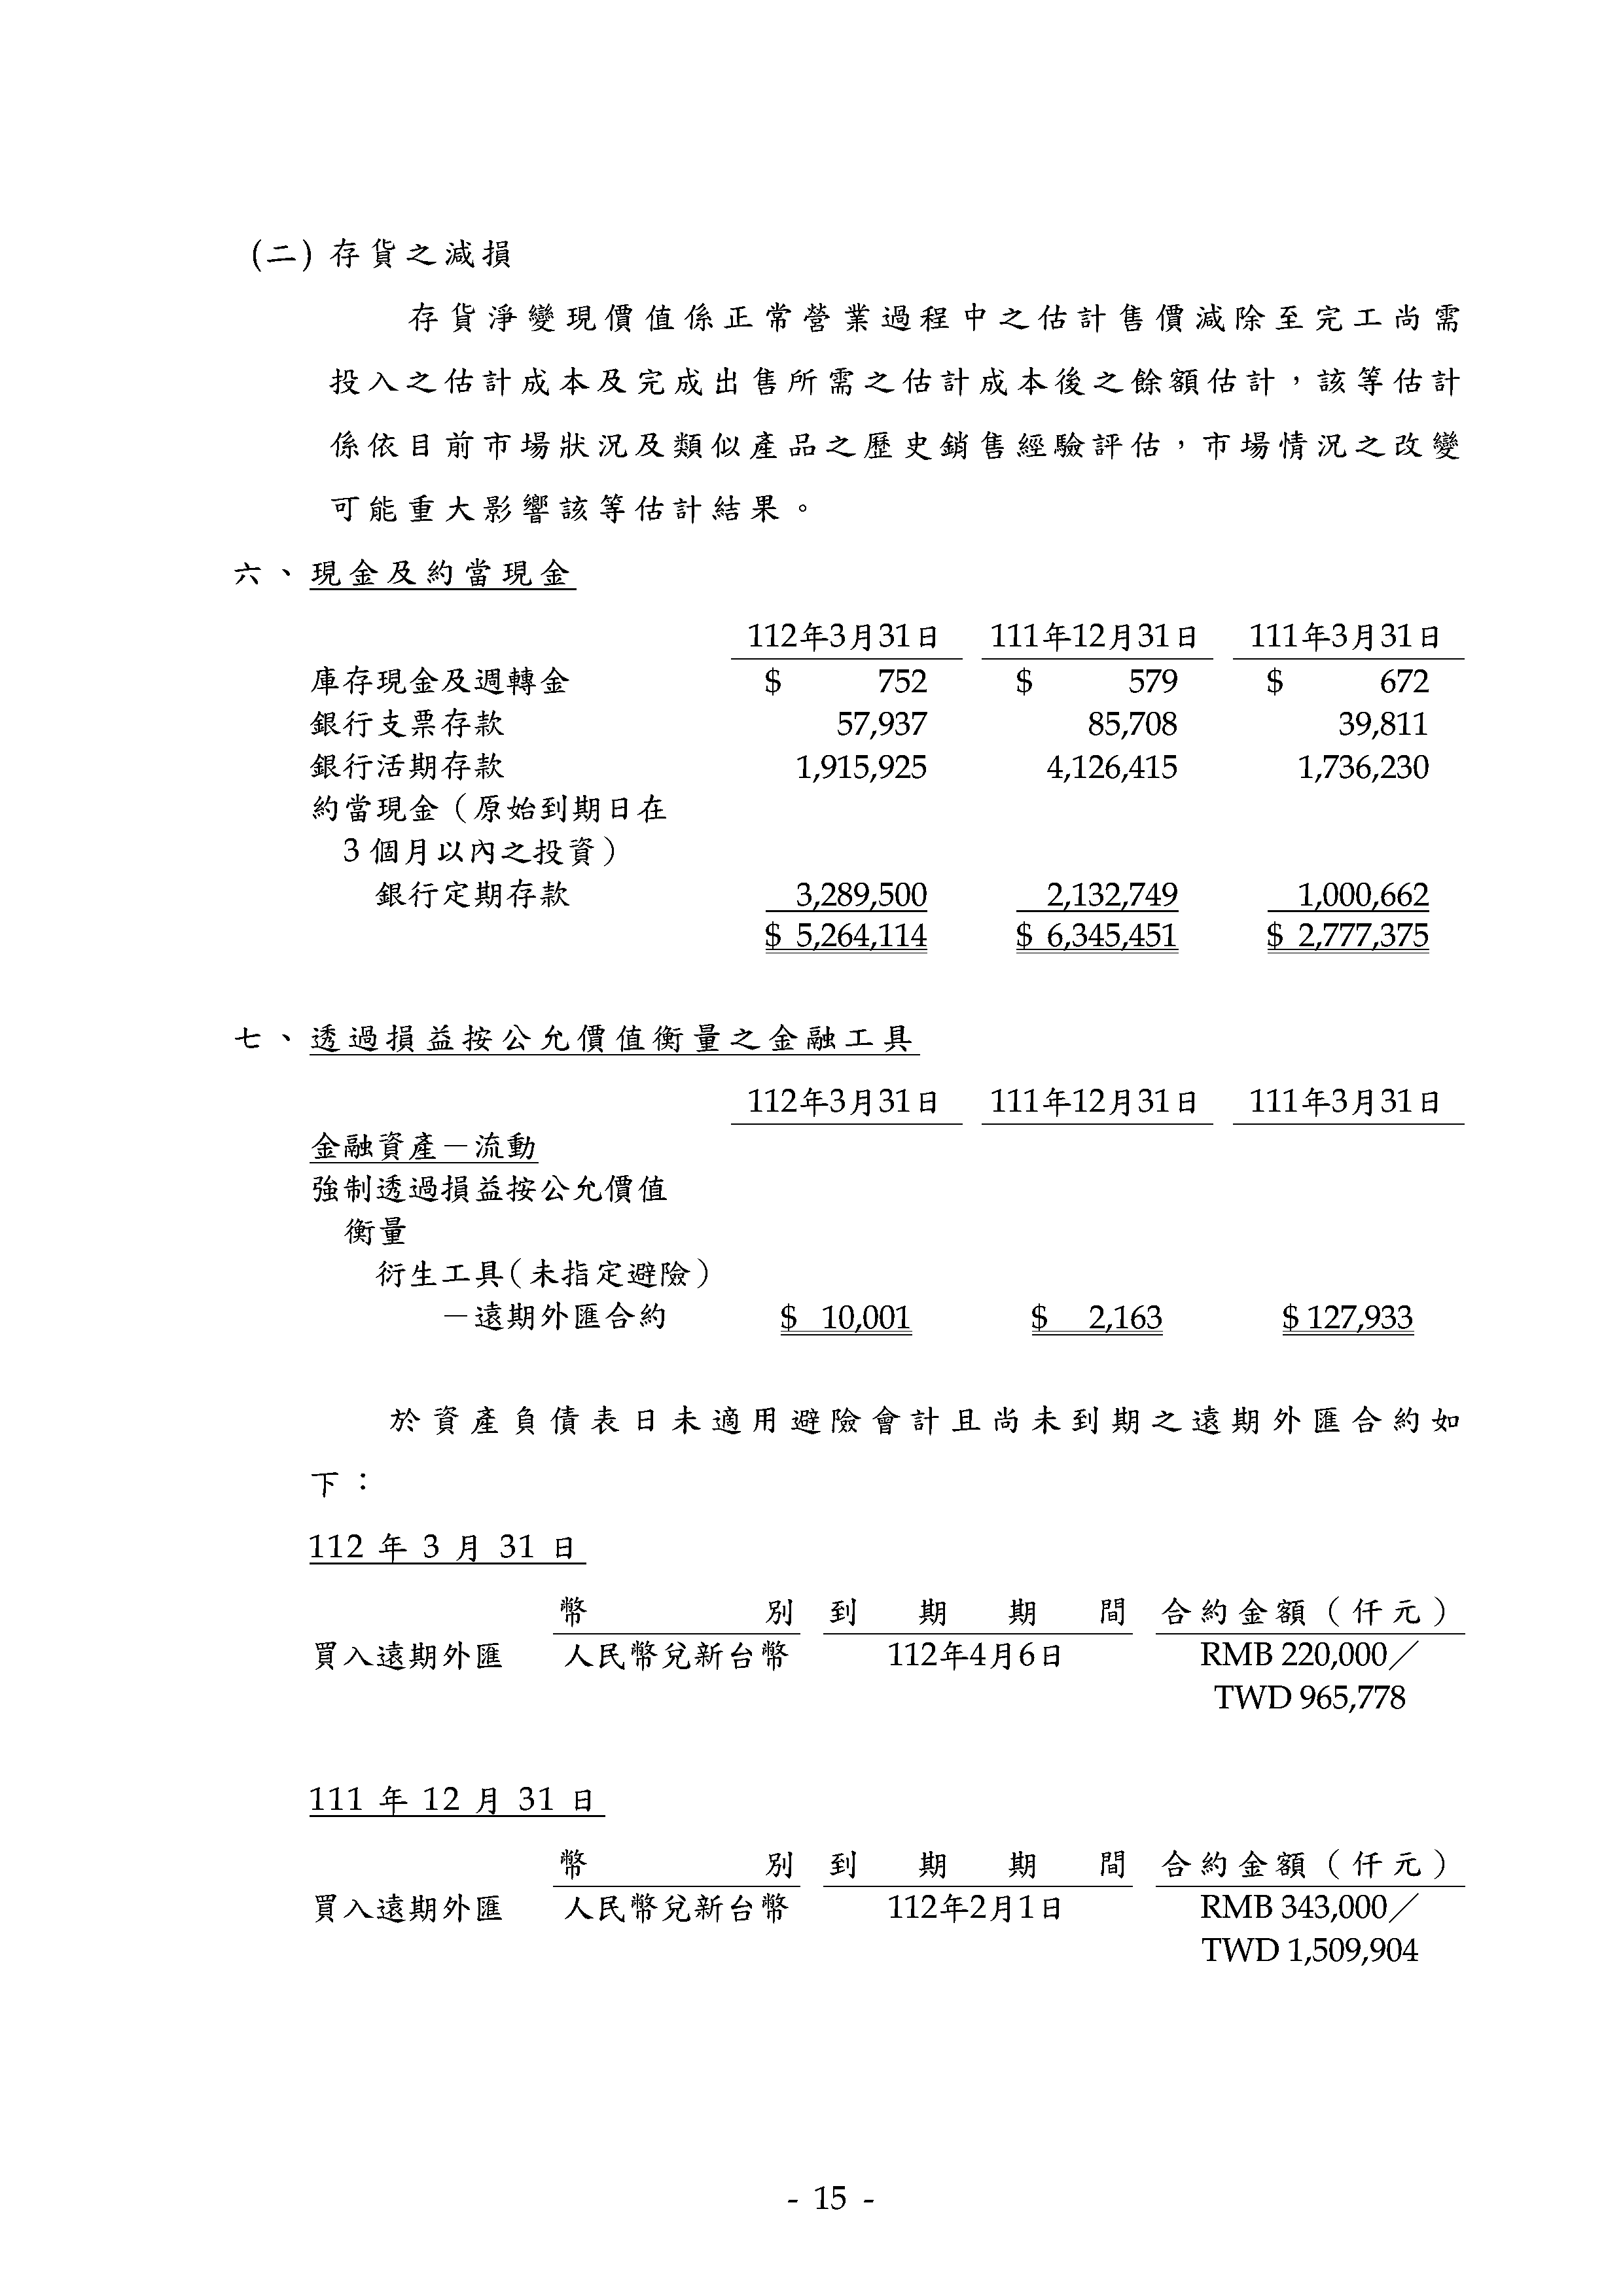 (二) 存貨之減損
存貨淨變現價值係正常營業過程中之估計售價減除至完工尚需
投入之估計成本及完成出售所需之估計成本後之餘額估計，該等估計
係依目前市場狀況及類似產品之歷史銷售經驗評估，市場情況之改變
可能重大影響該等估計結果。
六、現金及約當現金
112年3月31日 111年12月31日 111年3月31日
庫存現金及週轉金 $ 752 $ 579 $ 672
銀行支票存款 57,937 85,708 39,811
銀行活期存款 1,915,925 4,126,415 1,736,230
約當現金（原始到期日在
3 個月以內之投資）
銀行定期存款 3,289,500 2,132,749 1,000,662
$ 5,264,114 $ 6,345,451 $ 2,777,375
七、透過損益按公允價值衡量之金融工具
112年3月31日 111年12月31日 111年3月31日
金融資產－流動
強制透過損益按公允價值
衡量
衍生工具（未指定避險）
－遠期外匯合約 $ 10,001 $ 2,163 $ 127,933
於資產負債表日未適用避險會計且尚未到期之遠期外匯合約如
下：
112 年 3 月 31 日
幣別 到期期間 合約金額（仟元）
買入遠期外匯 人民幣兌新台幣 112年4月6日 RMB 220,000／
TWD 965,778
111 年 12 月 31 日
幣別 到期期間 合約金額（仟元）
買入遠期外匯 人民幣兌新台幣 112年2月1日 RMB 343,000／
TWD 1,509,904
- 15 -